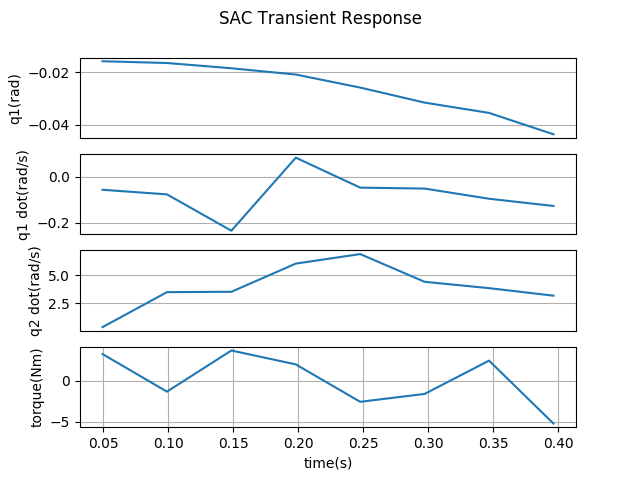 SAC Transient Response
q1(rad)
−0.02
−0.04
q1 dot(rad/s)
0.0
−0.2
q2 dot(rad/s)
5.0
2.5
torque(Nm)
0
−5
0.05 0.10 0.15 0.20 0.25 0.30 0.35 0.40
time(s)